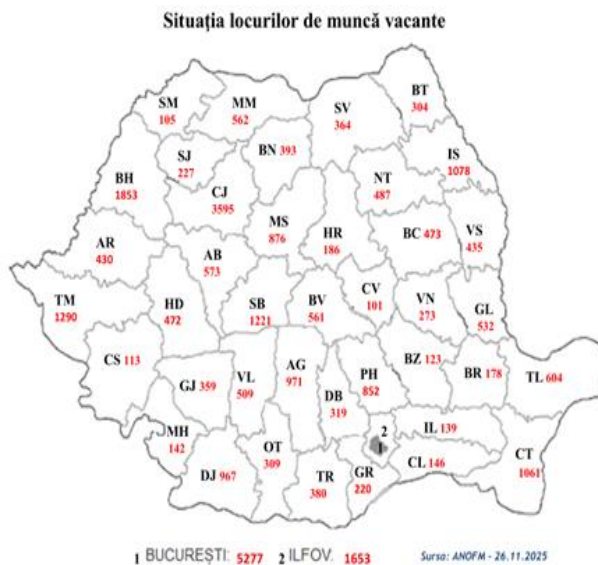 Situația locurilor de muncă vacante
BT
304
SM
105
MM
562
SV
364
BN 393
IS
1078
SJ
227
NT
487
BH
1853
CJ
3595
MS
876
HR
186
BC 473
VS
435
AR
430
AB
573
TM
1290
HD
472
SB
1221
BV
561
CV
101
VN
273
GL
532
CS 113
GJ 359
VL
509
AG
971
PH
852
BZ 123
BR 178
TL 604
DB
319
MH
142
2
1
IL 139
DJ 967
OT
309
TR
380
GR
220
CL 146
CT
1061
1 BUCUREȘTI: 5277 2 ILFOV: 1653
Sursa: ANOFM - 26.11.2025